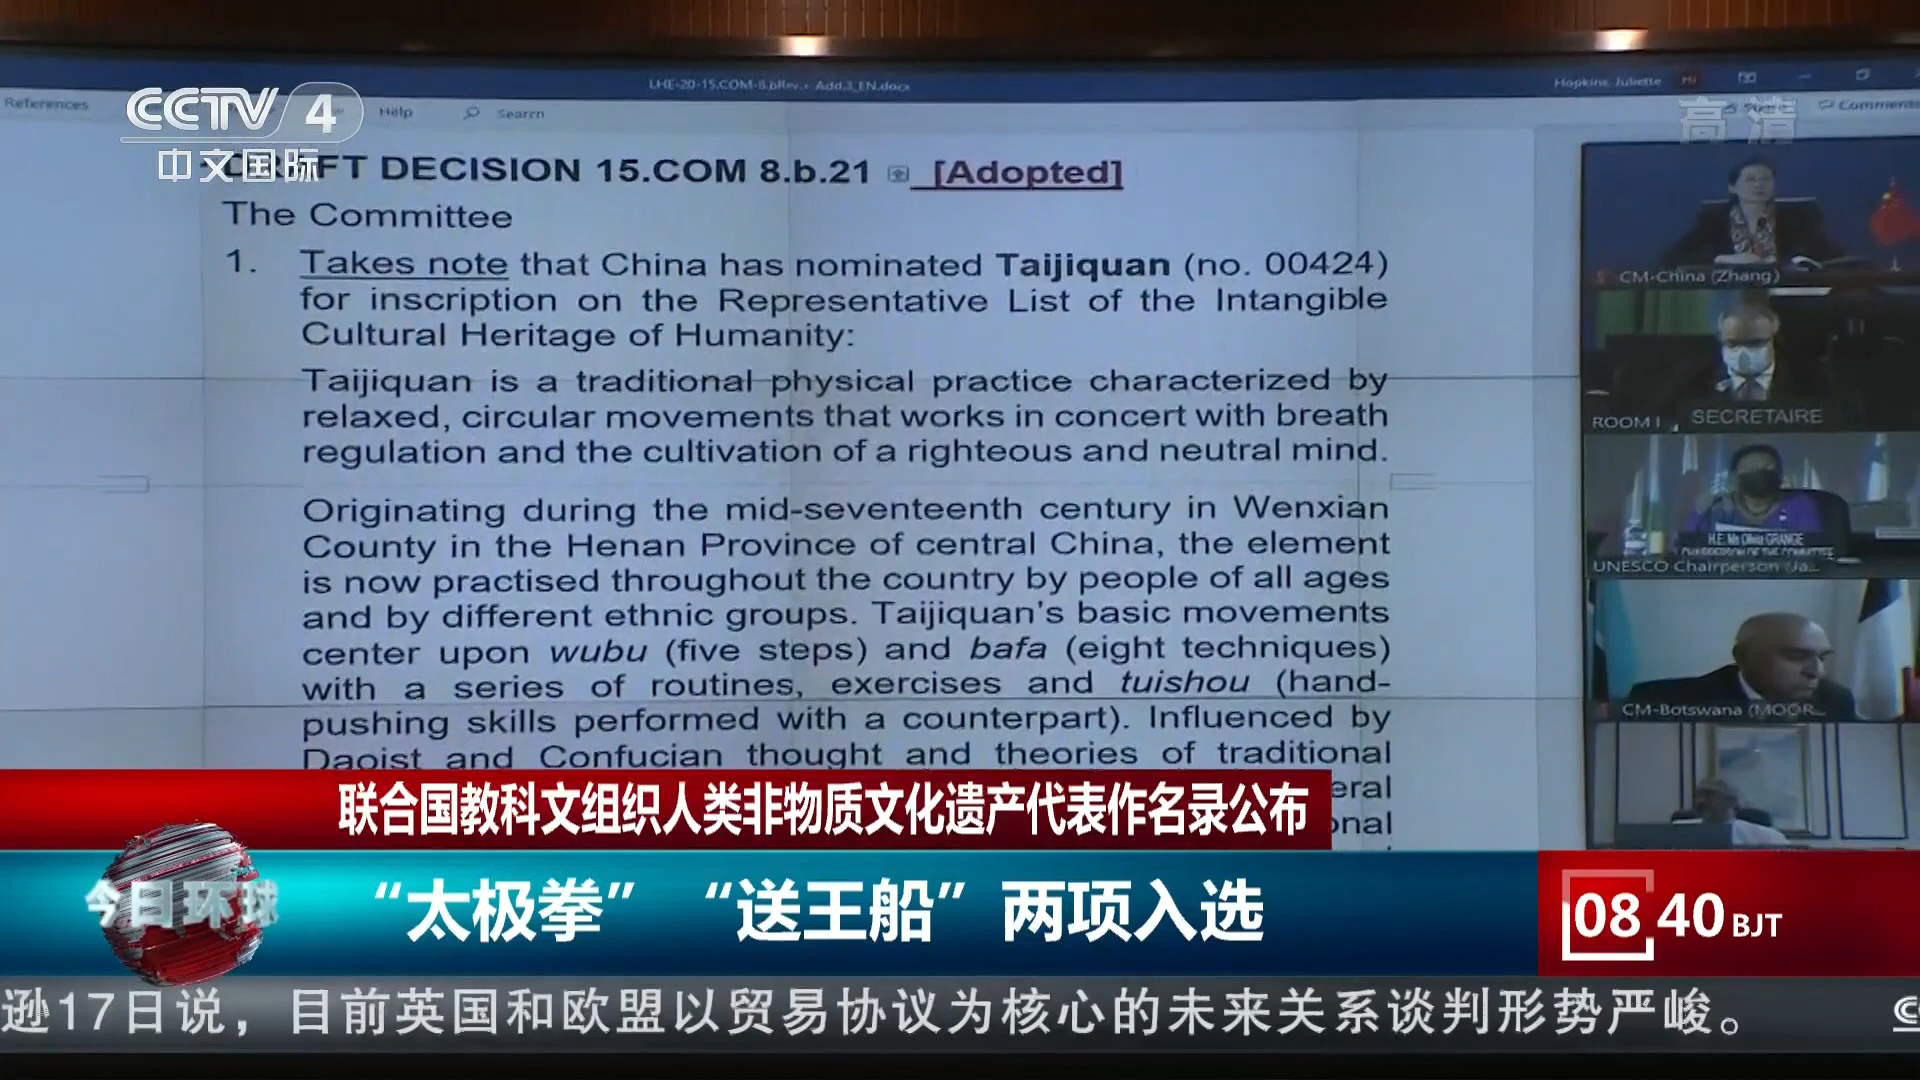 LHE-20-15.COM-8.bRev.+ Add.3_EN.docx
Hopkins, Juliette
HJ
References
Help
Search
Comments
CCTV 4
中文国际
高清
DECISION 15.COM 8.b.21 [Adopted]
The Committee
1. Takes note that China has nominated Taijiquan (no. 00424)
for inscription on the Representative List of the Intangible
Cultural Heritage of Humanity:
Taijiquan is a traditional physical practice characterized by
relaxed, circular movements that works in concert with breath
regulation and the cultivation of a righteous and neutral mind.
Originating during the mid-seventeenth century in Wenxian
County in the Henan Province of central China, the element
is now practised throughout the country by people of all ages
and by different ethnic groups. Taijiquan's basic movements
center upon wubu (five steps) and bafa (eight techniques)
with a series of routines, exercises and tuishou (hand-
pushing skills performed with a counterpart). Influenced by
Daoist and Confucian thought and theories of traditional
eral
onal
CM-China (Zhang)
ROOM I
SECRETAIRE
H.E. Ms Olivia GRANGE
CHAIRPERSON OF THE COMMITTEE
UNESCO Chairperson (Ja...
CM-Botswana (MOOR...
联合国教科文组织人类非物质文化遗产代表作名录公布
今日环球
“太极拳” “送王船”两项入选
08:40 BJT
逊17日说，目前英国和欧盟以贸易协议为核心的未来关系谈判形势严峻。